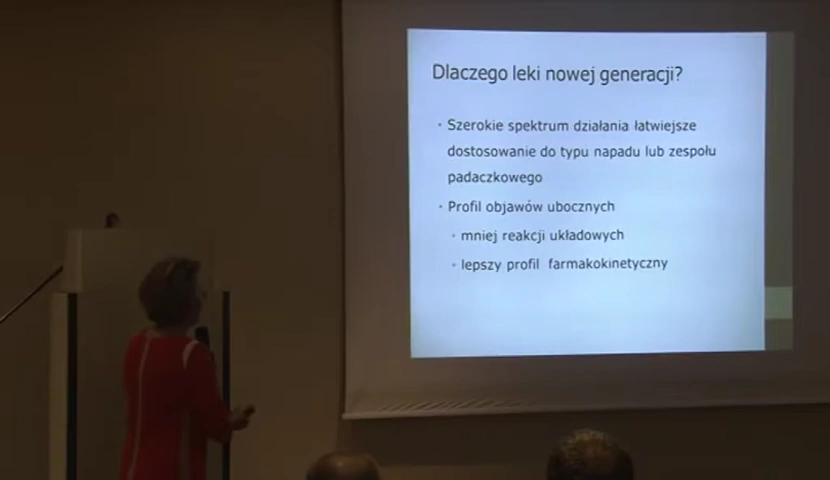 Dlaczego leki nowej generacji?
• Szerokie spektrum działania łatwiejsze
dostosowanie do typu napadu lub zespołu
padaczkowego
• Profil objawów ubocznych
• mniej reakcji układowych
• lepszy profil farmakokinetyczny